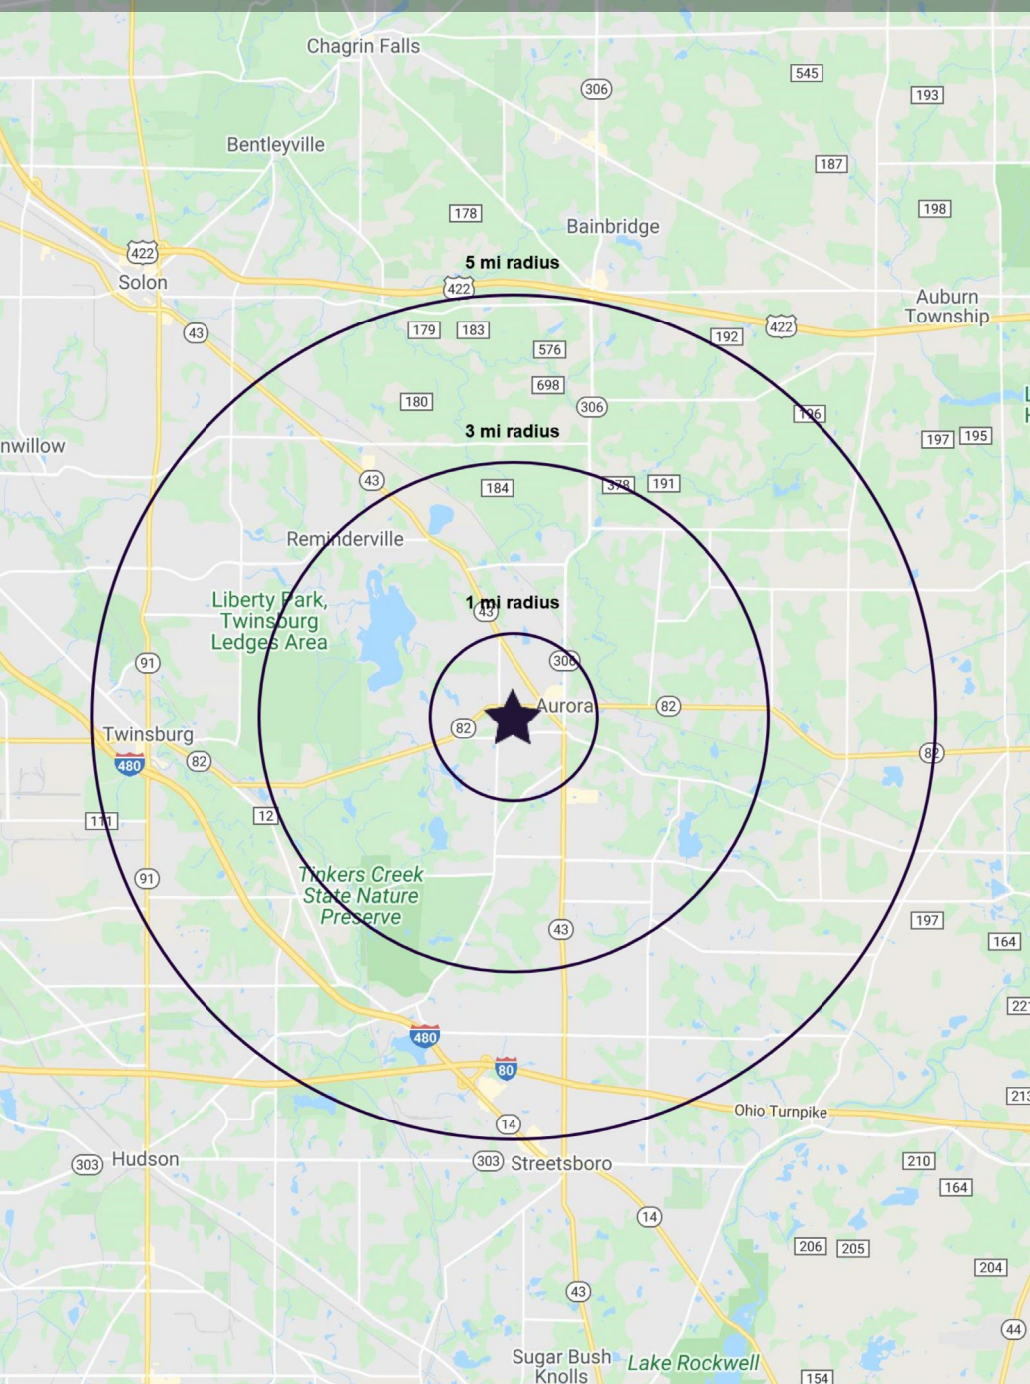 Chagrin Falls
545
306
193
Bentleyville
187
198
178
Bainbridge
422
5 mi radius
Solon
422
Auburn
Township
422
43
179
183
192
576
698
180
306
196
3 mi radius
nwillow
197
195
43
184
378
191
Reminderville
Liberty Park,
Twinsburg
Ledges Area
1 mi radius
43
306
91
Aurora
82
82
Twinsburg
82
480
82
12
111
Tinkers Creek
State Nature
Preserve
91
197
43
164
221
480
80
213
Ohio Turnpike
14
303
Hudson
303
Streetsboro
210
164
14
206
205
204
43
44
Sugar Bush
Knolls
Lake Rockwell
154